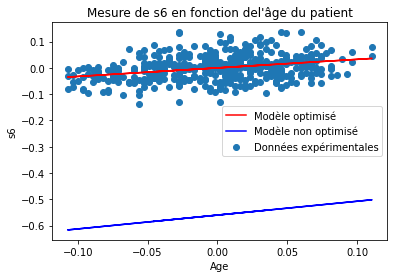 Mesure de s6 en fonction del'âge du patient
s6
0.1
0.0
−0.1
−0.2
−0.3
−0.4
−0.5
−0.6
Modèle optimisé
Modèle non optimisé
Données expérimentales
−0.10
−0.05
0.00
0.05
0.10
Age